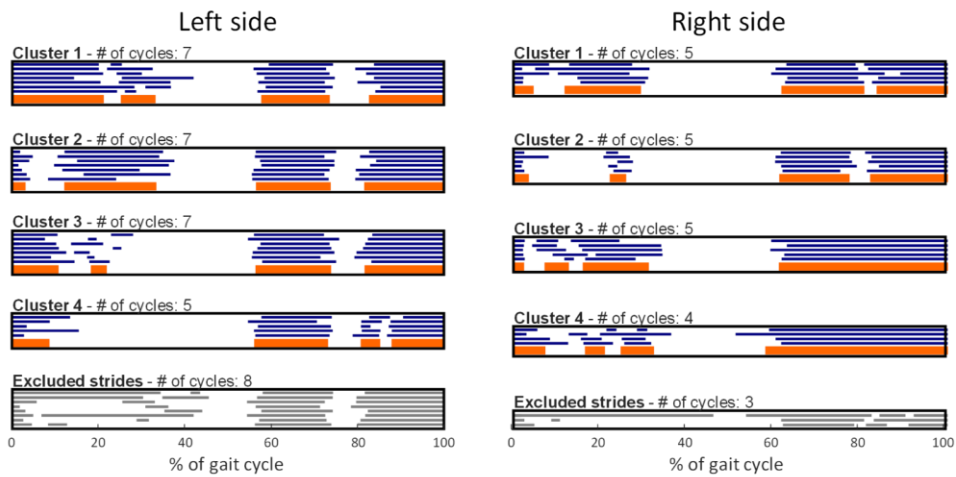 Left side
Cluster 1 - # of cycles: 7
Cluster 2 - # of cycles: 7
Cluster 3 - # of cycles: 7
Cluster 4 - # of cycles: 5
Excluded strides - # of cycles: 8
0 20 40 60 80 100
% of gait cycle
Right side
Cluster 1 - # of cycles: 5
Cluster 2 - # of cycles: 5
Cluster 3 - # of cycles: 5
Cluster 4 - # of cycles: 4
Excluded strides - # of cycles: 3
0 20 40 60 80 100
% of gait cycle